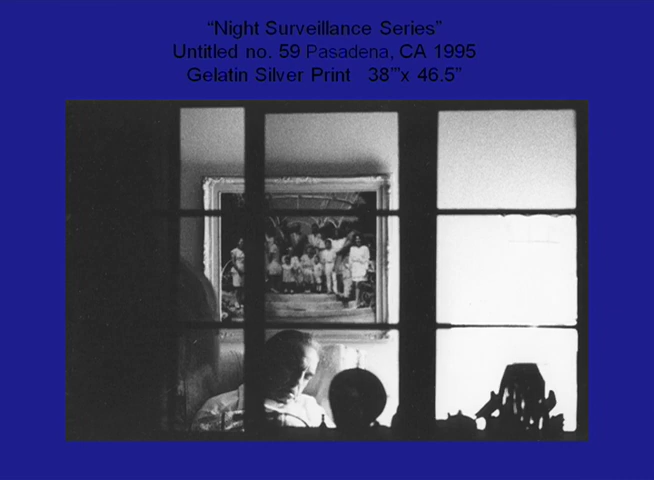 “Night Surveillance Series”
Untitled no. 59 Pasadena, CA 1995
Gelatin Silver Print 38’”x 46.5”